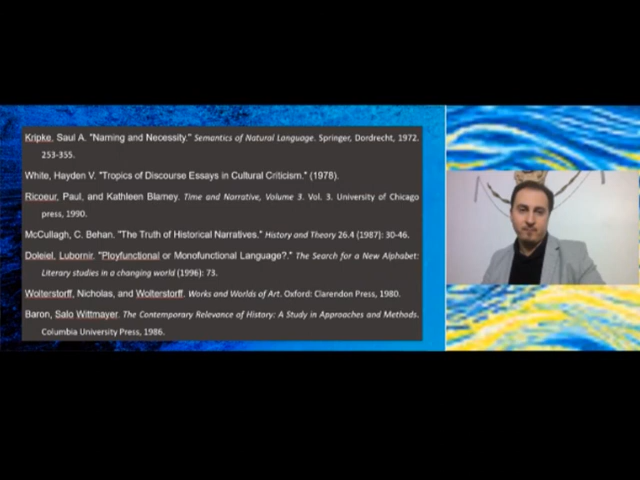 Kripke, Saul A. "Naming and Necessity." Semantics of Natural Language. Springer, Dordrecht, 1972.
253-355.
White, Hayden V. "Tropics of Discourse Essays in Cultural Criticism." (1978).
Ricoeur, Paul, and Kathleen Blamey. Time and Narrative, Volume 3. Vol. 3. University of Chicago
press, 1990.
McCullagh, C. Behan. "The Truth of Historical Narratives." History and Theory 26.4 (1987): 30-46.
Doleiel, Lubornir. "Ployfunctional or Monofunctional Language?." The Search for a New Alphabet:
Literary studies in a changing world (1996): 73.
Wolterstorff, Nicholas, and Wolterstorff. Works and Worlds of Art. Oxford: Clarendon Press, 1980.
Baron, Salo Wittmayer. The Contemporary Relevance of History: A Study in Approaches and Methods.
Columbia University Press, 1986.